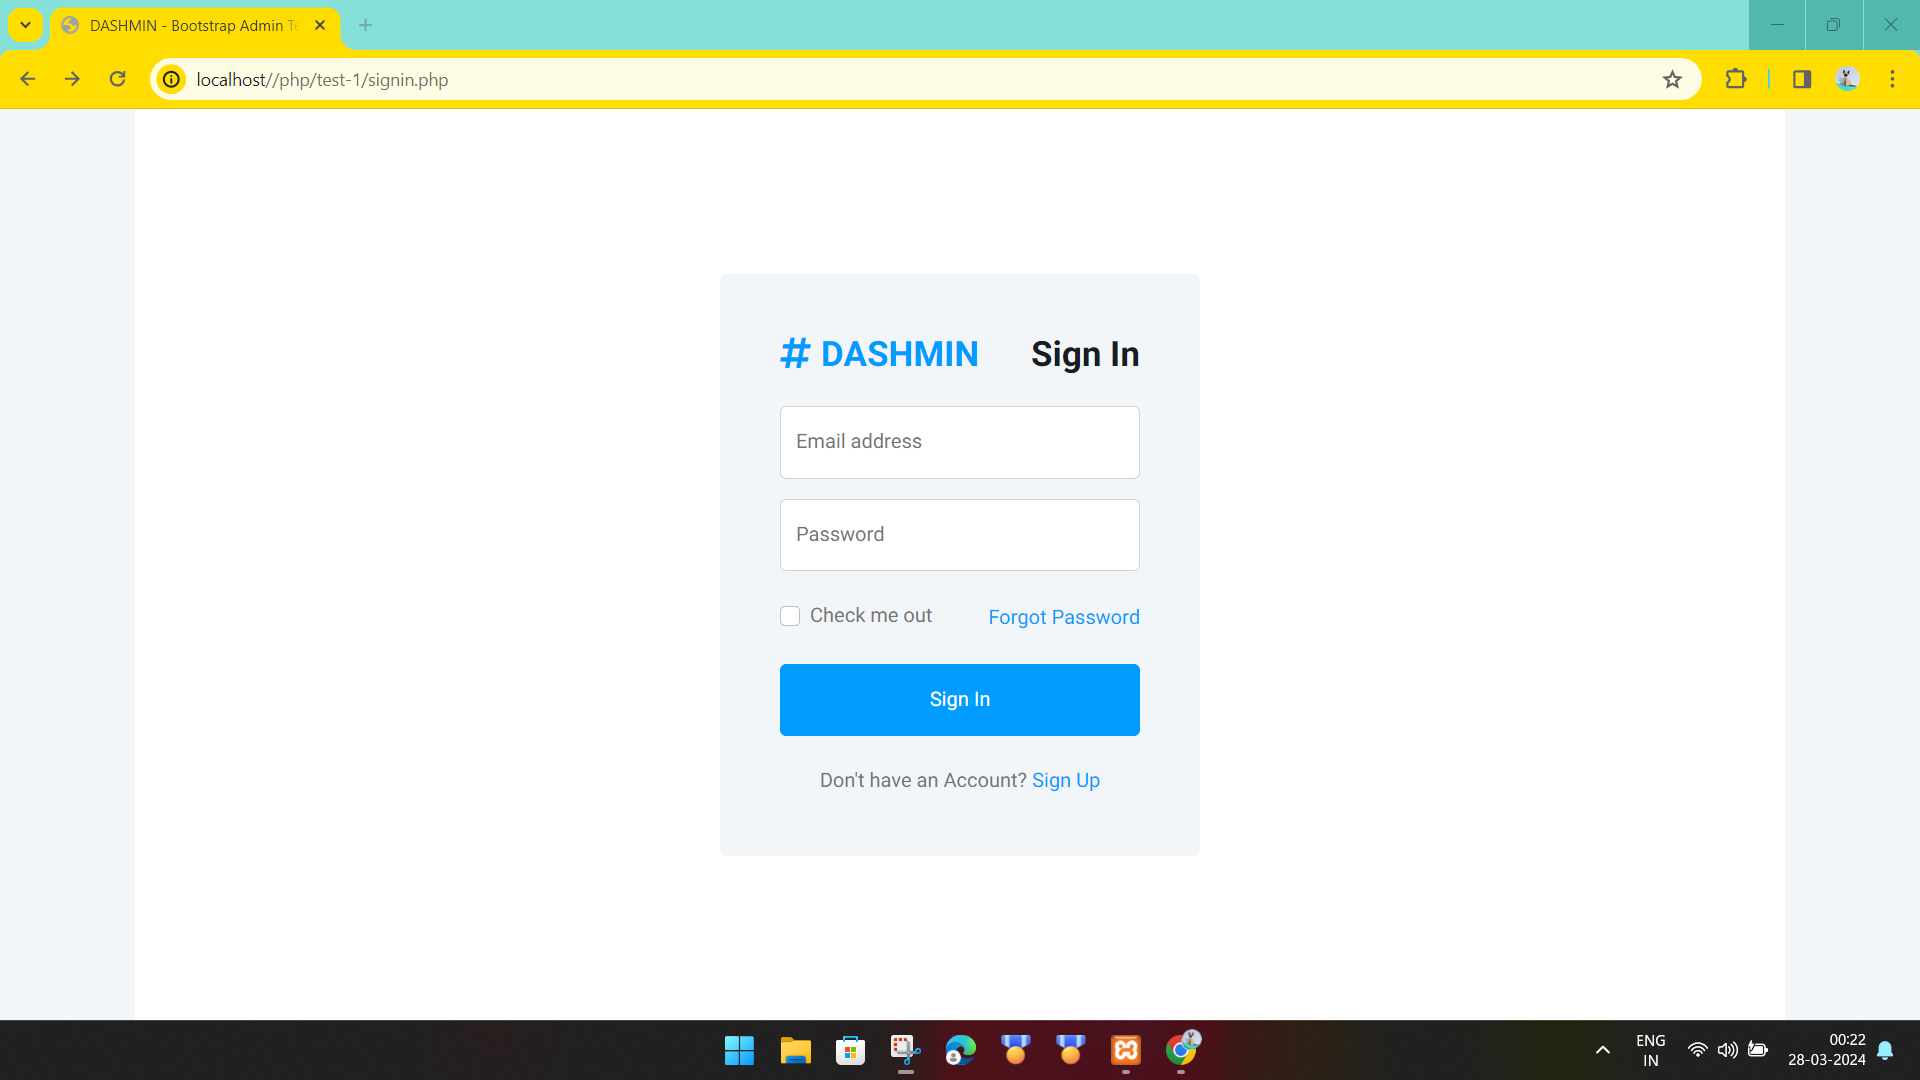 DASHMIN - Bootstrap Admin Te
localhost//php/test-1/signin.php
# DASHMIN Sign In
Email address
Password
Check me out Forgot Password
Sign In
Don't have an Account? Sign Up
ENG
IN
00:22
28-03-2024